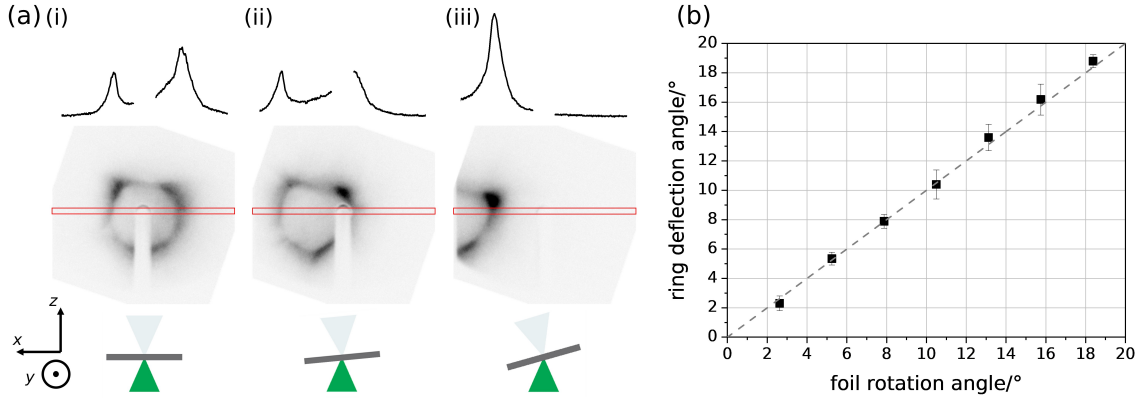 (a) (i) (ii) (iii) (b)
z
x
y
ring deflection angle/°
20
18
16
14
12
10
8
6
4
2
0
0 2 4 6 8 10 12 14 16 18 20
foil rotation angle/°